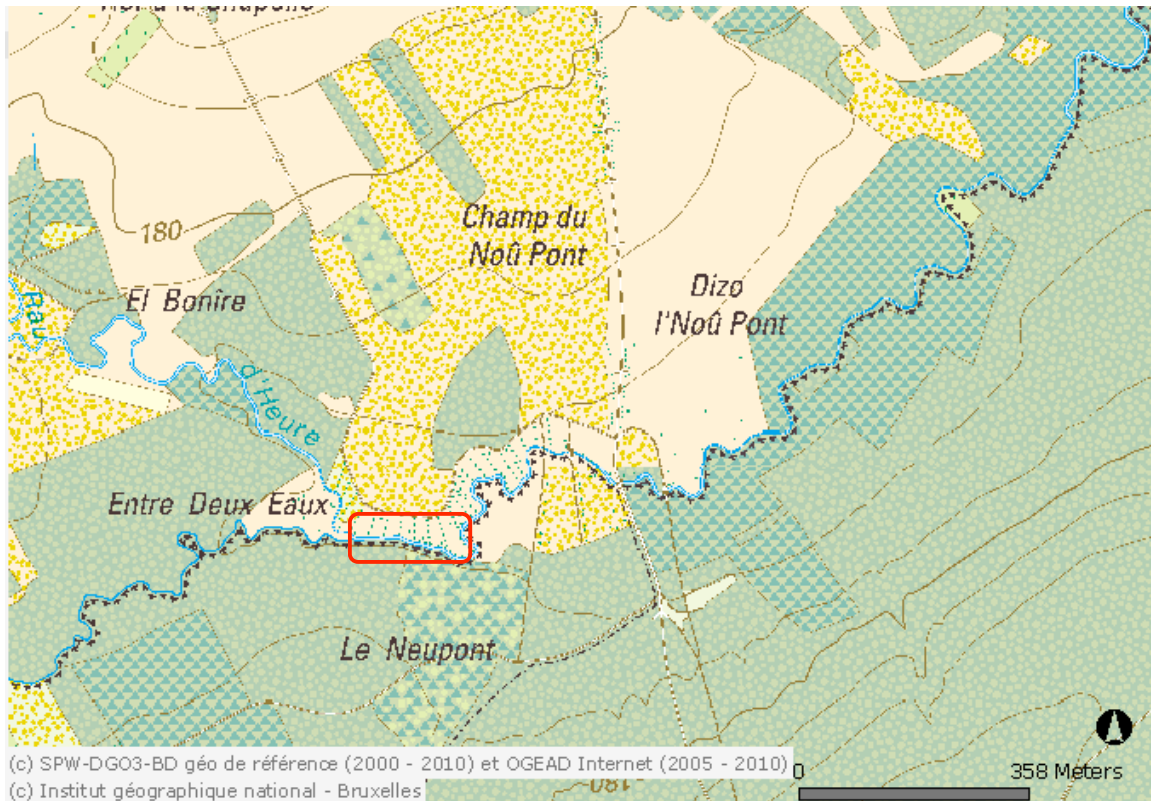 180
Champ du
Noû Pont
El Bonîre
Dizo
l'Noû Pont
Rau
d'Heure
Entre Deux Eaux
Le Neupont
(c) SPW-DGO3-BD géo de référence (2000 - 2010) et OGEAD Internet (2005 - 2010)
0
358 Meters
180
(c) Institut géographique national - Bruxelles